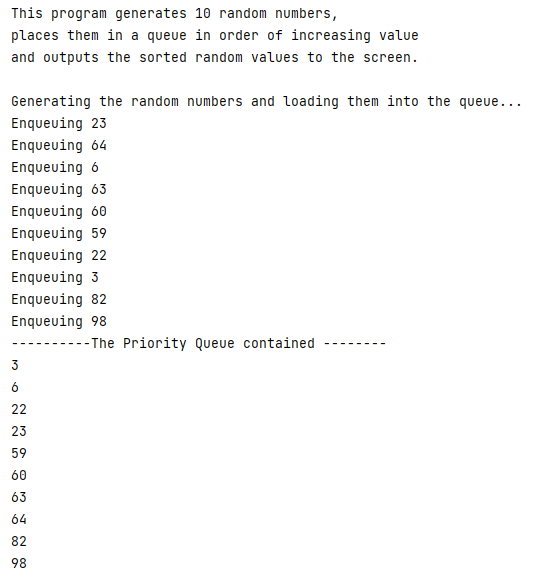 This program generates 10 random numbers,
places them in a queue in order of increasing value
and outputs the sorted random values to the screen.
Generating the random numbers and loading them into the queue...
Enqueuing 23
Enqueuing 64
Enqueuing 6
Enqueuing 63
Enqueuing 60
Enqueuing 59
Enqueuing 22
Enqueuing 3
Enqueuing 82
Enqueuing 98
----------The Priority Queue contained --------
3
6
22
23
59
60
63
64
82
98